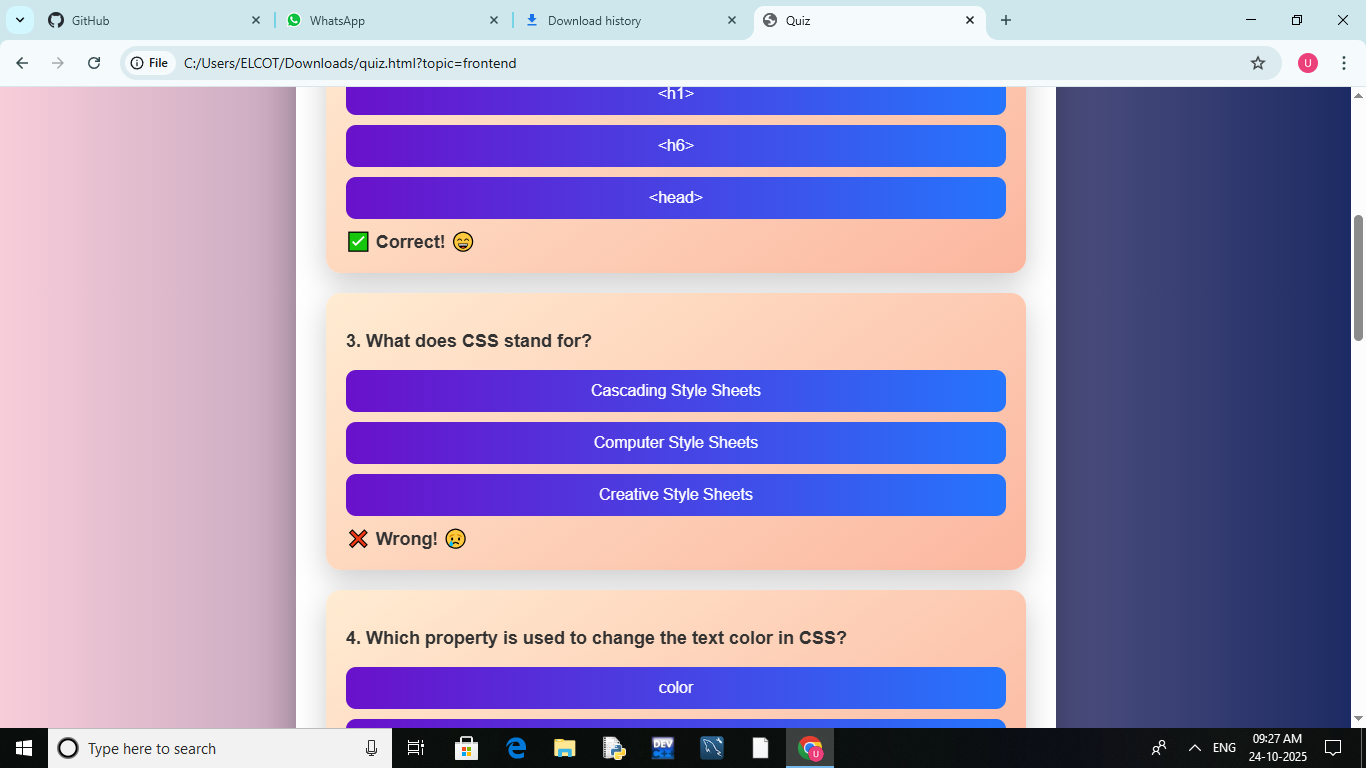 GitHub
WhatsApp
Download history
Quiz
File
C:/Users/ELCOT/Downloads/quiz.html?topic=frontend
U
<h1>
<h6>
<head>
✅ Correct! 😄
3. What does CSS stand for?
Cascading Style Sheets
Computer Style Sheets
Creative Style Sheets
❌ Wrong! 😢
4. Which property is used to change the text color in CSS?
color
Type here to search
DEV
U
ENG
09:27 AM
24-10-2025